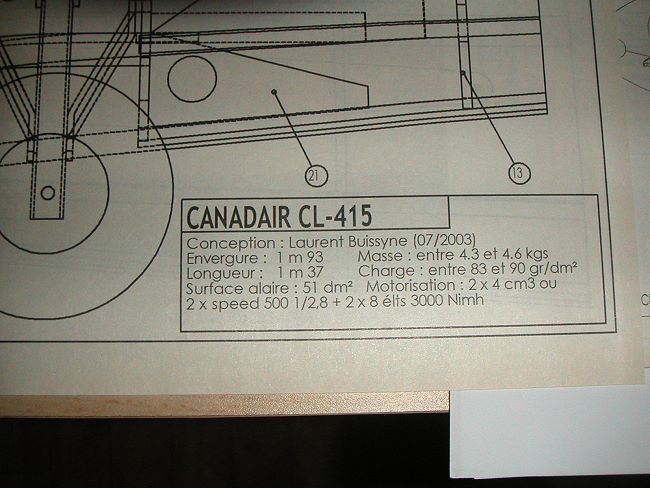 21
13
CANADAIR CL-415
Conception : Laurent Buissyne (07/2003)
Envergure : 1 m 93 Masse : entre 4.3 et 4.6 kgs
Longueur : 1 m 37 Charge : entre 83 et 90 gr/dm²
Surface alaire : 51 dm² Motorisation : 2 x 4 cm3 ou
2 x speed 500 1/2,8 + 2 x 8 élts 3000 Nimh